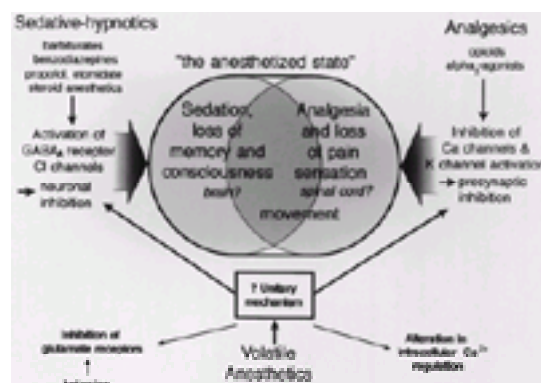 Sedative-hypnotics
barbiturates
benzodiazepines
propofol, etomidate
steroid anesthetics
Activation of
GABAA receptor
Cl channels
→ neuronal
inhibition
"the anesthetized state"
Sedation,
loss of
memory and
consciousness
brain?
Analgesia
and loss
of pain
sensation
spinal cord?
movement
Analgesics
opioids
alpha2 agonists
Inhibition of
Ca channels &
K channel activation
→ presynaptic
inhibition
? Unitary
mechanism
Inhibition of
glutamate receptors
Volatile
Anesthetics
Alteration in
intracellular Ca2+
regulation